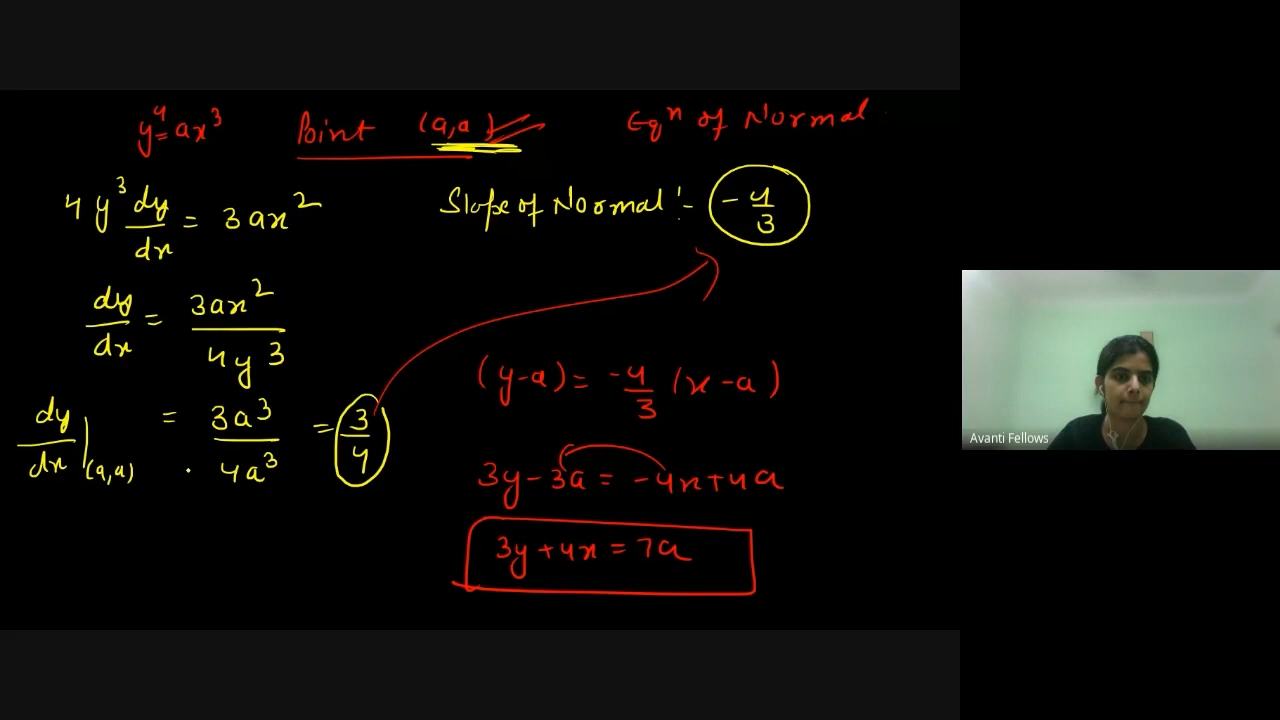 y⁴ = ax³ Point (a,a) Eqⁿ of Normal
4y³ dy/dx = 3ax² Slope of Normal :- -4/3
dy/dx = 3ax²/4y³
(y-a) = -4/3 (x-a)
dy/dx|(a,a) = 3a³/4a³ = 3/4
3y-3a = -4x+4a
3y+4x = 7a
Avanti Fellows